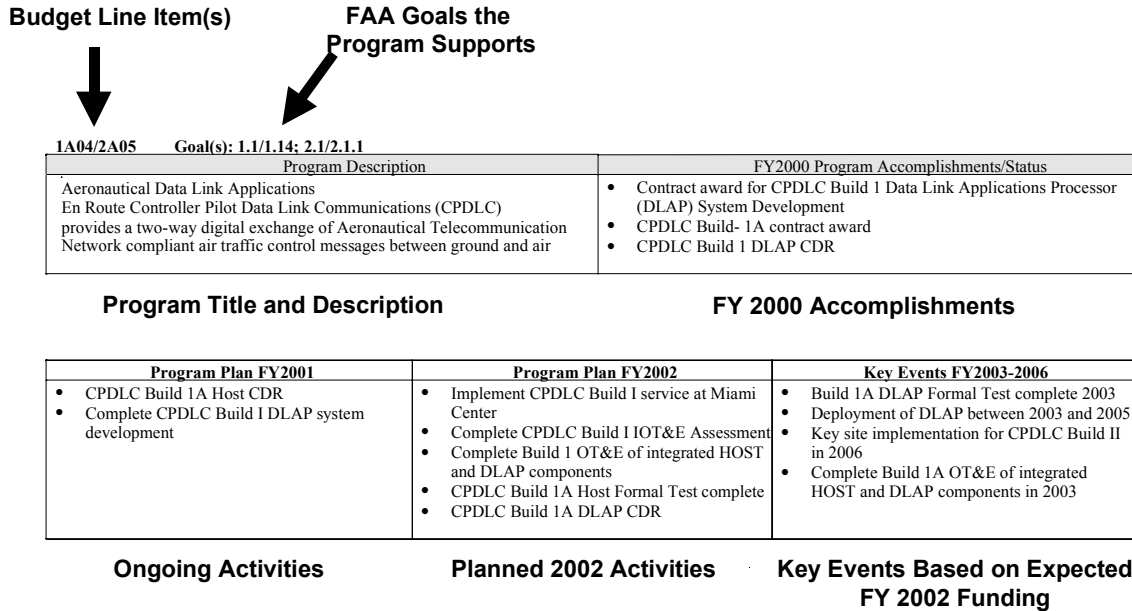 Budget Line Item(s)
FAA Goals the
Program Supports
1A04/2A05 Goal(s): 1.1/1.14; 2.1/2.1.1
Program Description
Aeronautical Data Link Applications
En Route Controller Pilot Data Link Communications (CPDLC)
provides a two-way digital exchange of Aeronautical Telecommunication
Network compliant air traffic control messages between ground and air
FY2000 Program Accomplishments/Status
• Contract award for CPDLC Build 1 Data Link Applications Processor
(DLAP) System Development
• CPDLC Build- 1A contract award
• CPDLC Build 1 DLAP CDR
Program Title and Description
FY 2000 Accomplishments
Program Plan FY2001
• CPDLC Build 1A Host CDR
• Complete CPDLC Build I DLAP system
development
Program Plan FY2002
• Implement CPDLC Build I service at Miami
Center
• Complete CPDLC Build I IOT&E Assessment
• Complete Build 1 OT&E of integrated HOST
and DLAP components
• CPDLC Build 1A Host Formal Test complete
• CPDLC Build 1A DLAP CDR
Key Events FY2003-2006
• Build 1A DLAP Formal Test complete 2003
• Deployment of DLAP between 2003 and 2005
• Key site implementation for CPDLC Build II
in 2006
• Complete Build 1A OT&E of integrated
HOST and DLAP components in 2003
Ongoing Activities
Planned 2002 Activities
Key Events Based on Expected
FY 2002 Funding